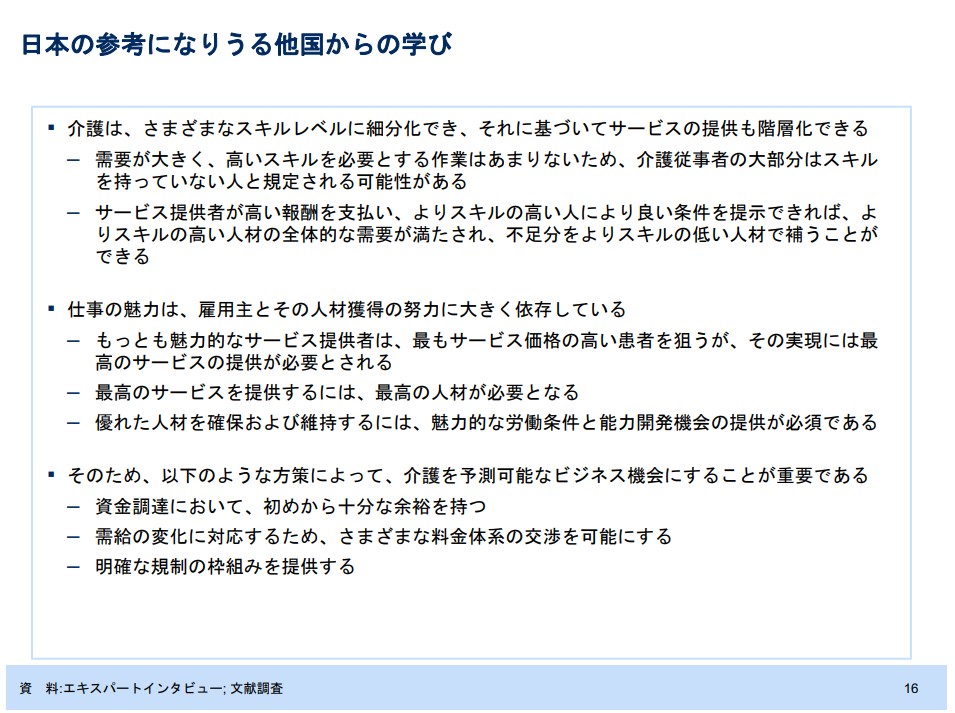 日本の参考になりうる他国からの学び
▪ 介護は、さまざまなスキルレベルに細分化でき、それに基づいてサービスの提供も階層化できる
– 需要が大きく、高いスキルを必要とする作業はあまりないため、介護従事者の大部分はスキル
を持っていない人と規定される可能性がある
– サービス提供者が高い報酬を支払い、よりスキルの高い人により良い条件を提示できれば、よ
りスキルの高い人材の全体的な需要が満たされ、不足分をよりスキルの低い人材で補うことが
できる
▪ 仕事の魅力は、雇用主とその人材獲得の努力に大きく依存している
– もっとも魅力的なサービス提供者は、最もサービス価格の高い患者を狙うが、その実現には最
高のサービスの提供が必要とされる
– 最高のサービスを提供するには、最高の人材が必要となる
– 優れた人材を確保および維持するには、魅力的な労働条件と能力開発機会の提供が必須である
▪ そのため、以下のような方策によって、介護を予測可能なビジネス機会にすることが重要である
– 資金調達において、初めから十分な余裕を持つ
– 需給の変化に対応するため、さまざまな料金体系の交渉を可能にする
– 明確な規制の枠組みを提供する
資　料:エキスパートインタビュー; 文献調査
16